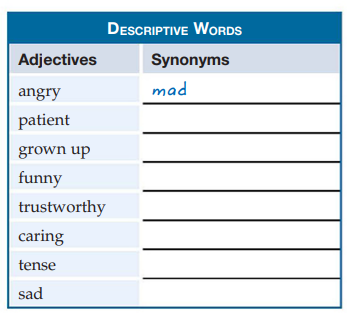 DESCRIPTIVE WORDS
Adjectives Synonyms
angry mad
patient
grown up
funny
trustworthy
caring
tense
sad